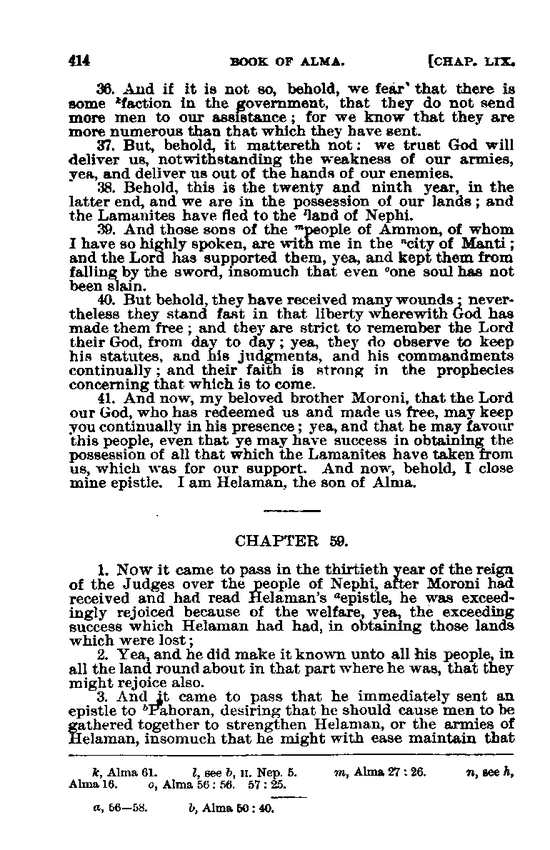 414 BOOK OF ALMA. [CHAP. LIX.
36. And if it is not so, behold, we fear that there is
some ᵏfaction in the government, that they do not send
more men to our assistance; for we know that they are
more numerous than that which they have sent.
37. But, behold, it mattereth not: we trust God will
deliver us, notwithstanding the weakness of our armies,
yea, and deliver us out of the hands of our enemies.
38. Behold, this is the twenty and ninth year, in the
latter end, and we are in the possession of our lands; and
the Lamanites have fled to the ˡland of Nephi.
39. And those sons of the ᵐpeople of Ammon, of whom
I have so highly spoken, are with me in the ⁿcity of Manti;
and the Lord has supported them, yea, and kept them from
falling by the sword, insomuch that even ᵒone soul has not
been slain.
40. But behold, they have received many wounds; never-
theless they stand fast in that liberty wherewith God has
made them free; and they are strict to remember the Lord
their God, from day to day; yea, they do observe to keep
his statutes, and his judgments, and his commandments
continually; and their faith is strong in the prophecies
concerning that which is to come.
41. And now, my beloved brother Moroni, that the Lord
our God, who has redeemed us and made us free, may keep
you continually in his presence; yea, and that he may favour
this people, even that ye may have success in obtaining the
possession of all that which the Lamanites have taken from
us, which was for our support. And now, behold, I close
mine epistle. I am Helaman, the son of Alma.
CHAPTER 59.
1. Now it came to pass in the thirtieth year of the reign
of the Judges over the people of Nephi, after Moroni had
received and had read Helaman's ᵃepistle, he was exceed-
ingly rejoiced because of the welfare, yea, the exceeding
success which Helaman had had, in obtaining those lands
which were lost;
2. Yea, and he did make it known unto all his people, in
all the land round about in that part where he was, that they
might rejoice also.
3. And it came to pass that he immediately sent an
epistle to ᵇPahoran, desiring that he should cause men to be
gathered together to strengthen Helaman, or the armies of
Helaman, insomuch that he might with ease maintain that
k, Alma 61. l, see b, II. Nep. 5. m, Alma 27:26. n, see h,
Alma 16. o, Alma 56:56. 57:25.
a, 56—58. b, Alma 50:40.